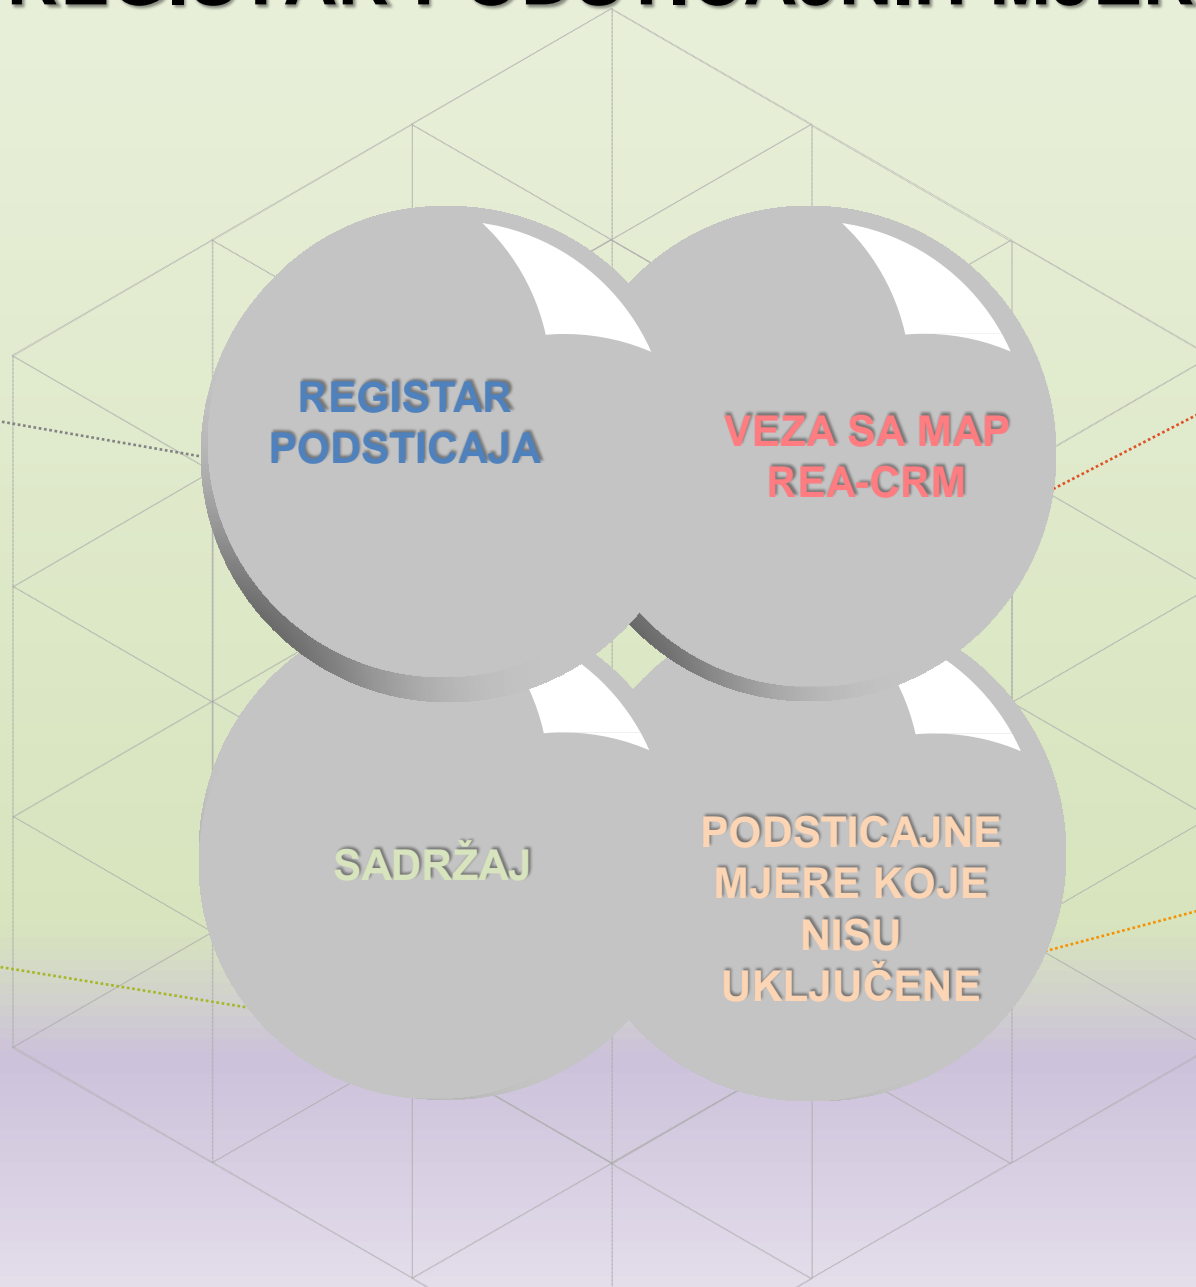 REGISTAR
PODSTICAJA
VEZA SA MAP
REA-CRM
SADRŽAJ
PODSTICAJNE
MJERE KOJE
NISU
UKLJUČENE